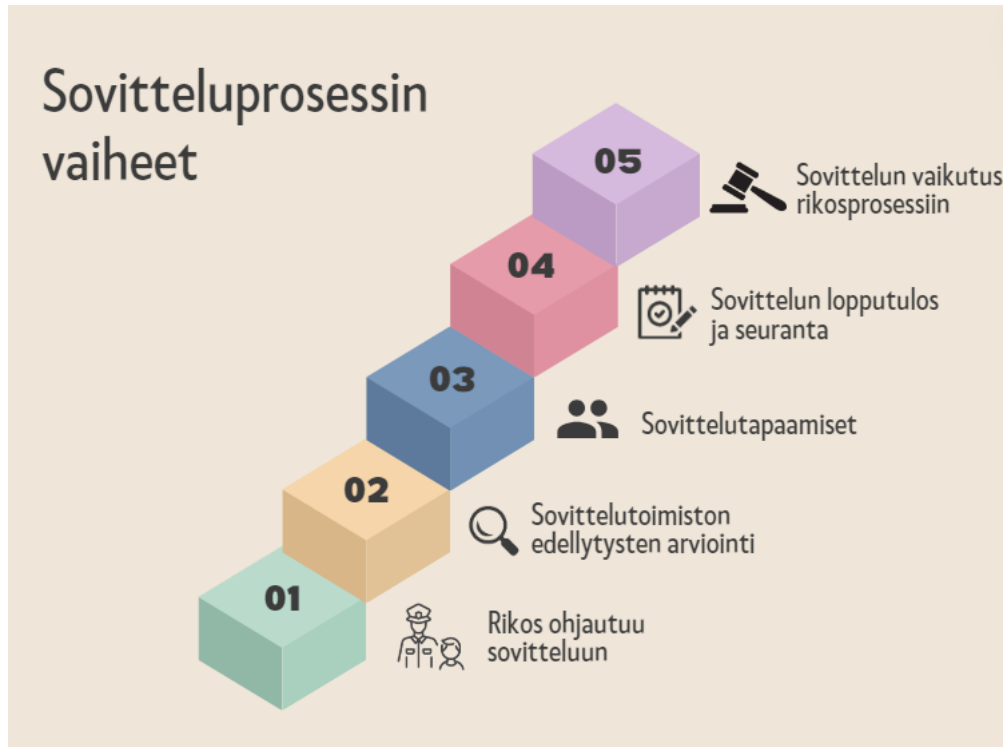 Sovitteluprosessin
vaiheet
05
Sovittelun vaikutus
rikosprosessiin
04
Sovittelun lopputulos
ja seuranta
03
Sovittelutapaamiset
02
Sovittelutoimiston
edellytysten arviointi
01
Rikos ohjautuu
sovitteluun